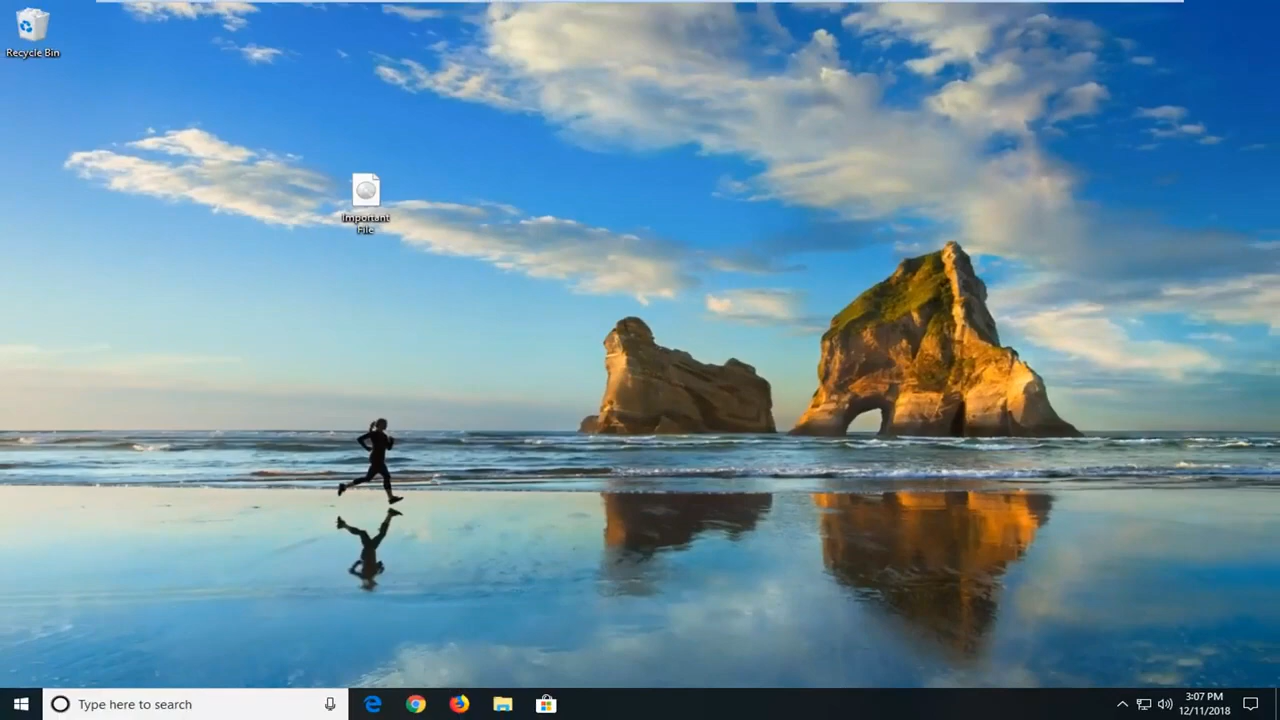 Recycle Bin
Important
File
Type here to search
3:07 PM
12/11/2018